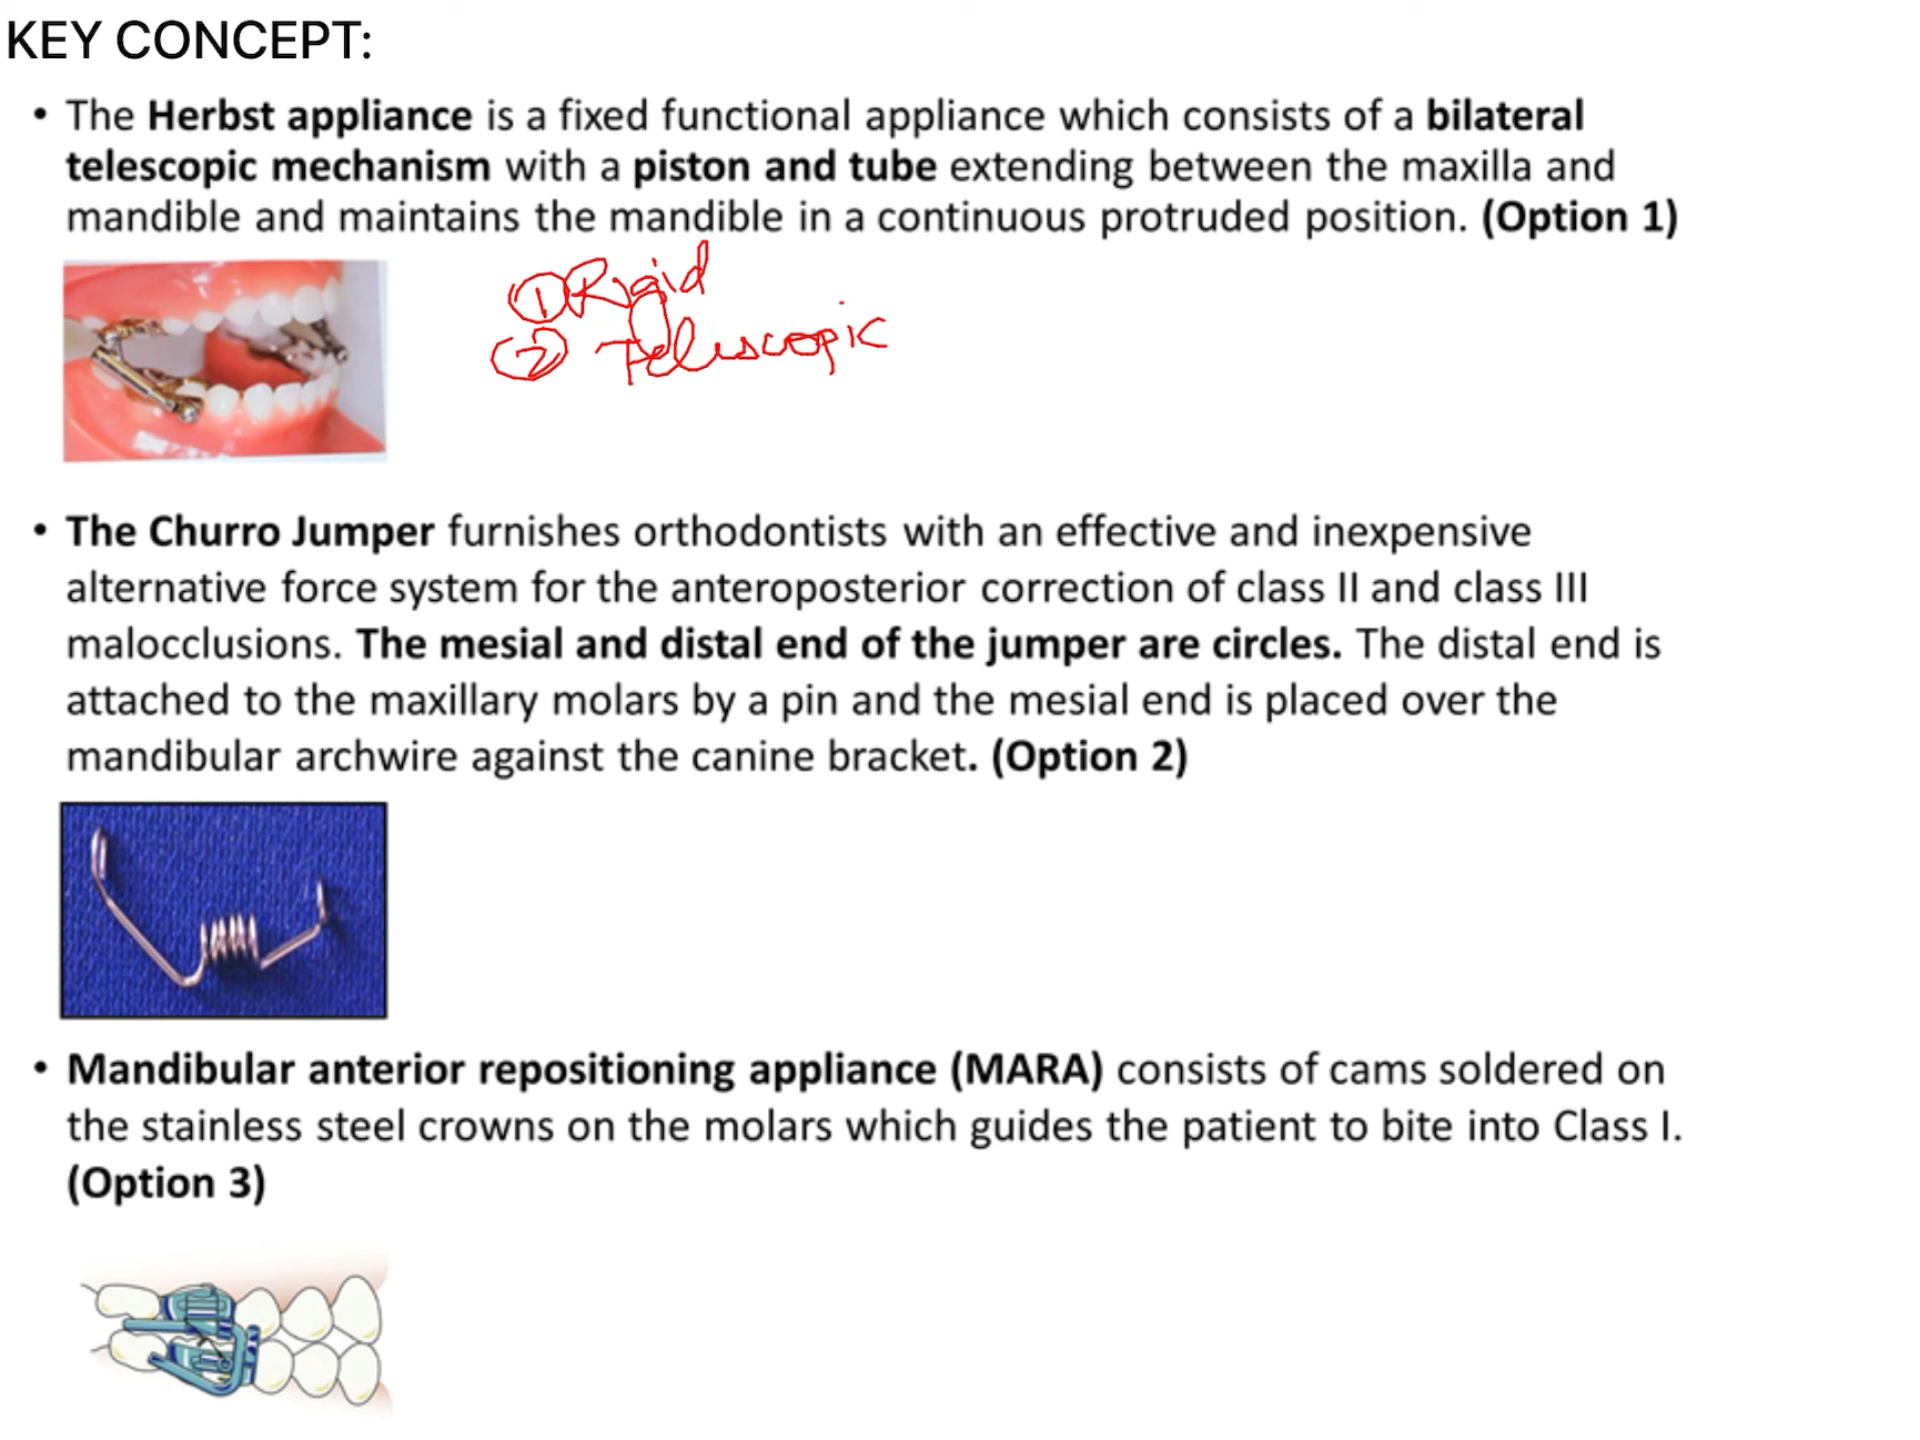 KEY CONCEPT:
• The Herbst appliance is a fixed functional appliance which consists of a bilateral
telescopic mechanism with a piston and tube extending between the maxilla and
mandible and maintains the mandible in a continuous protruded position. (Option 1)
① Rigid
② Telescopic
• The Churro Jumper furnishes orthodontists with an effective and inexpensive
alternative force system for the anteroposterior correction of class II and class III
malocclusions. The mesial and distal end of the jumper are circles. The distal end is
attached to the maxillary molars by a pin and the mesial end is placed over the
mandibular archwire against the canine bracket. (Option 2)
• Mandibular anterior repositioning appliance (MARA) consists of cams soldered on
the stainless steel crowns on the molars which guides the patient to bite into Class I.
(Option 3)